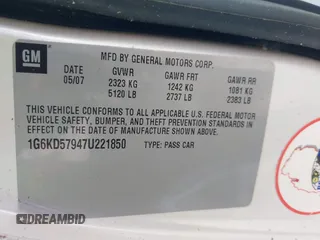 GM
MFD BY GENERAL MOTORS CORP.
DATE GVWR GAWR FRT GAWR RR
05/07 2323 KG 1242 KG 1081 KG
5120 LB 2737 LB 2383 LB
THIS VEHICLE CONFORMS TO ALL APPLICABLE U.S. FEDERAL MOTOR
VEHICLE SAFETY, BUMPER, AND THEFT PREVENTION STANDARDS
IN EFFECT ON THE DATE OF MANUFACTURE SHOWN ABOVE.
1G6KD57947U221850 TYPE: PASS CAR
DEALERS AUCTION